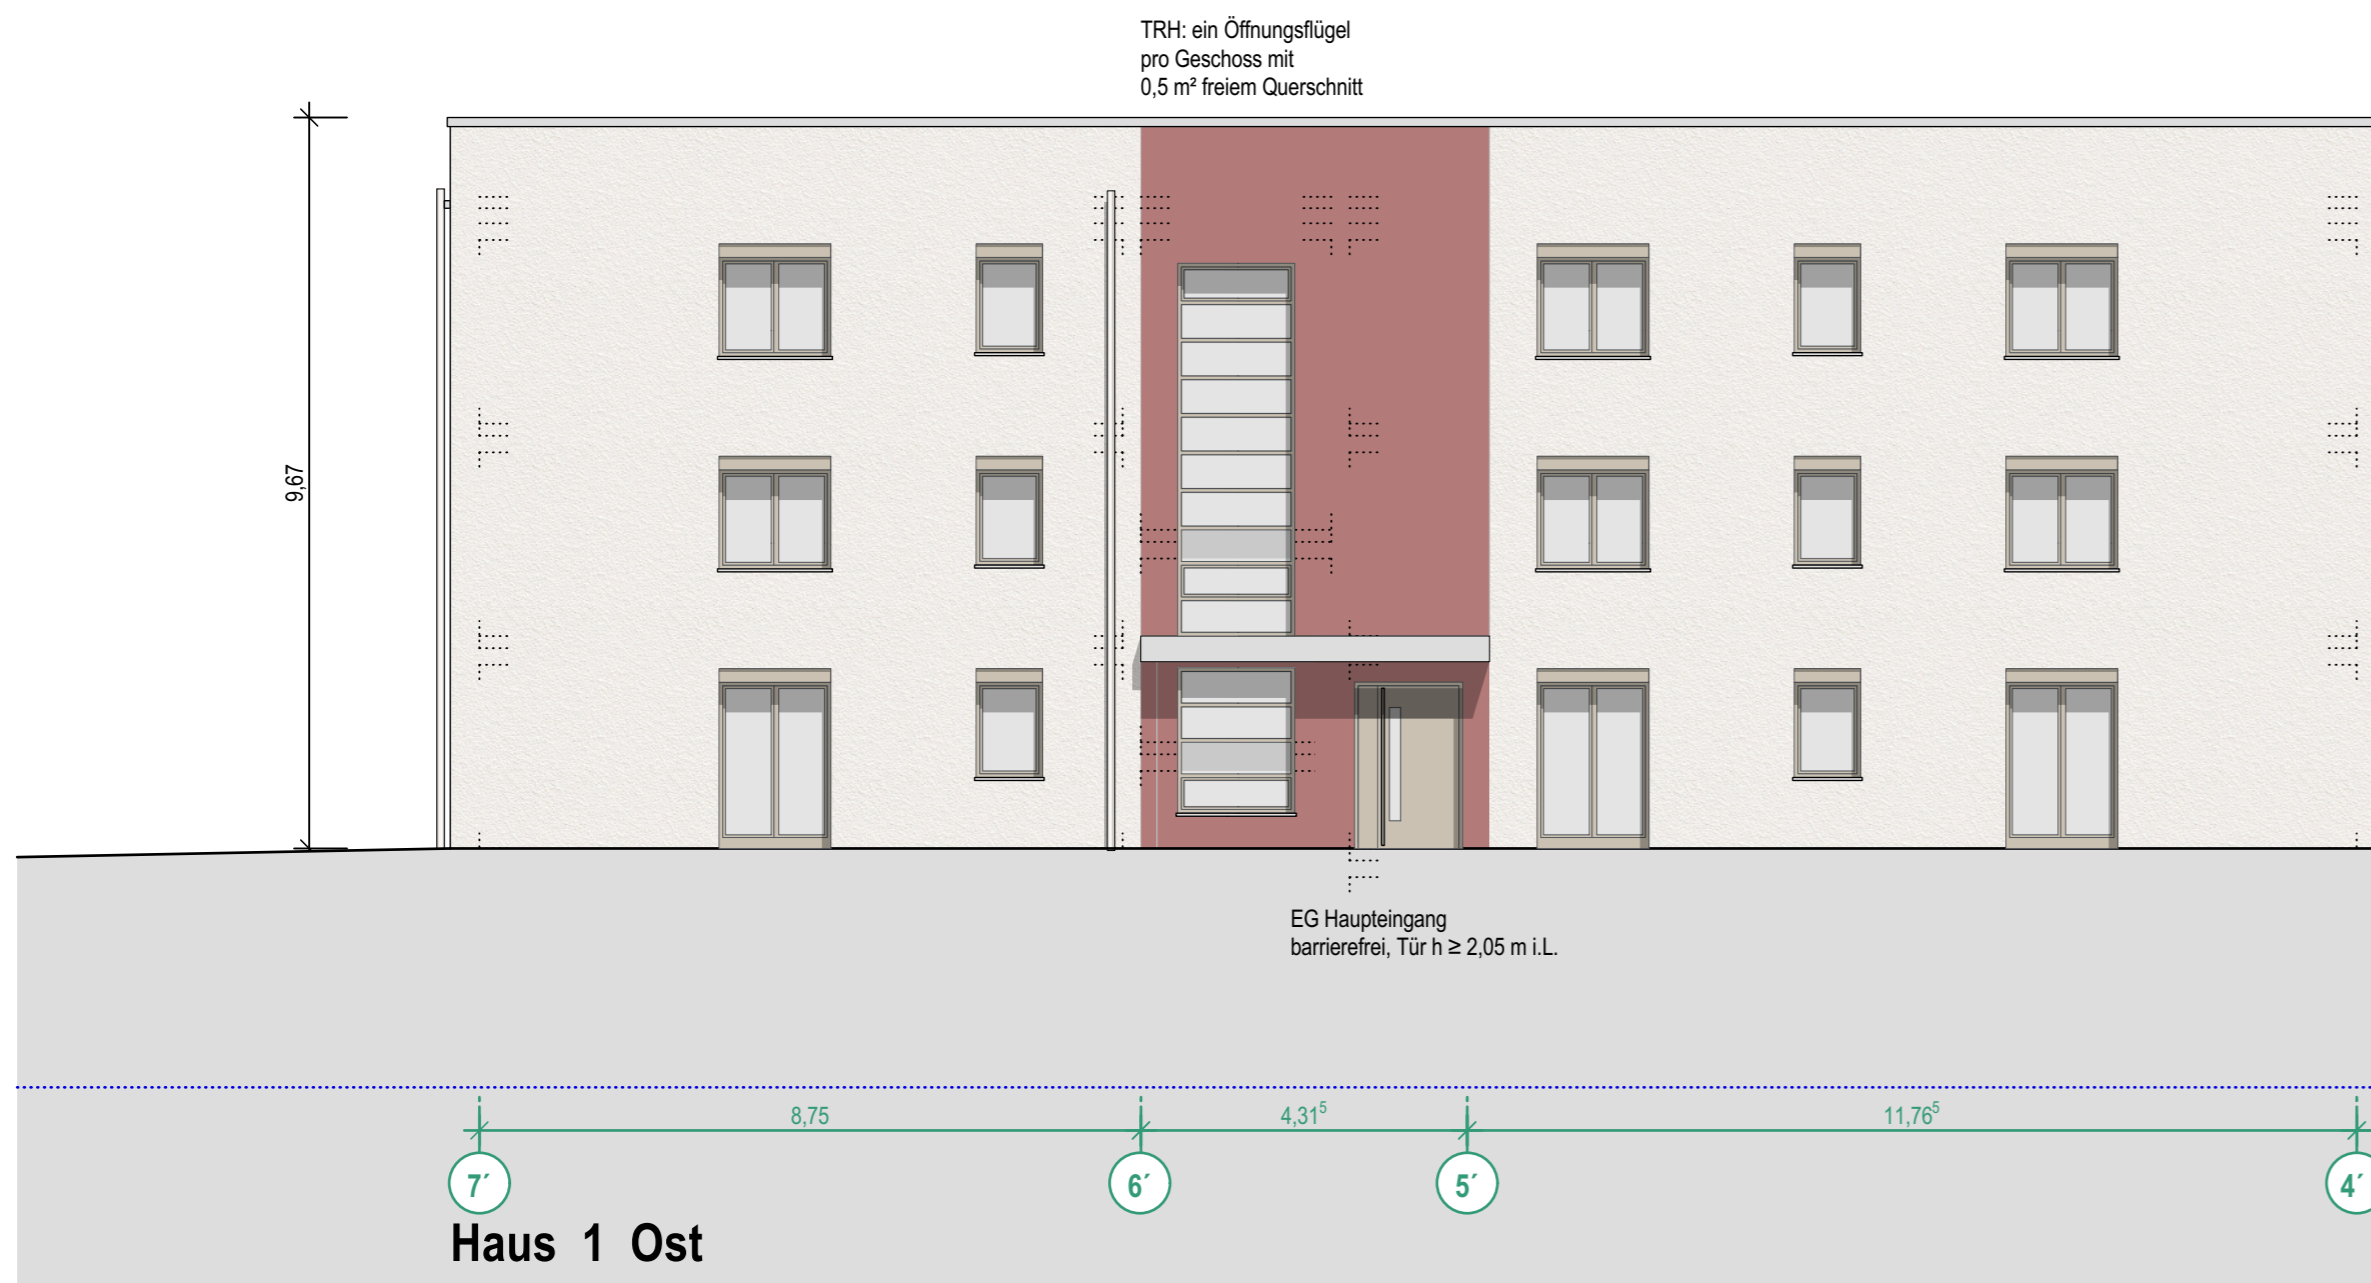 TRH: ein Öffnungsflügel
pro Geschoss mit
0,5 m² freiem Querschnitt
9,67
EG Haupteingang
barrierefrei, Tür h ≥ 2,05 m i.L.
8,75
4,31⁵
11,76⁵
7´
6´
5´
4´
Haus 1 Ost